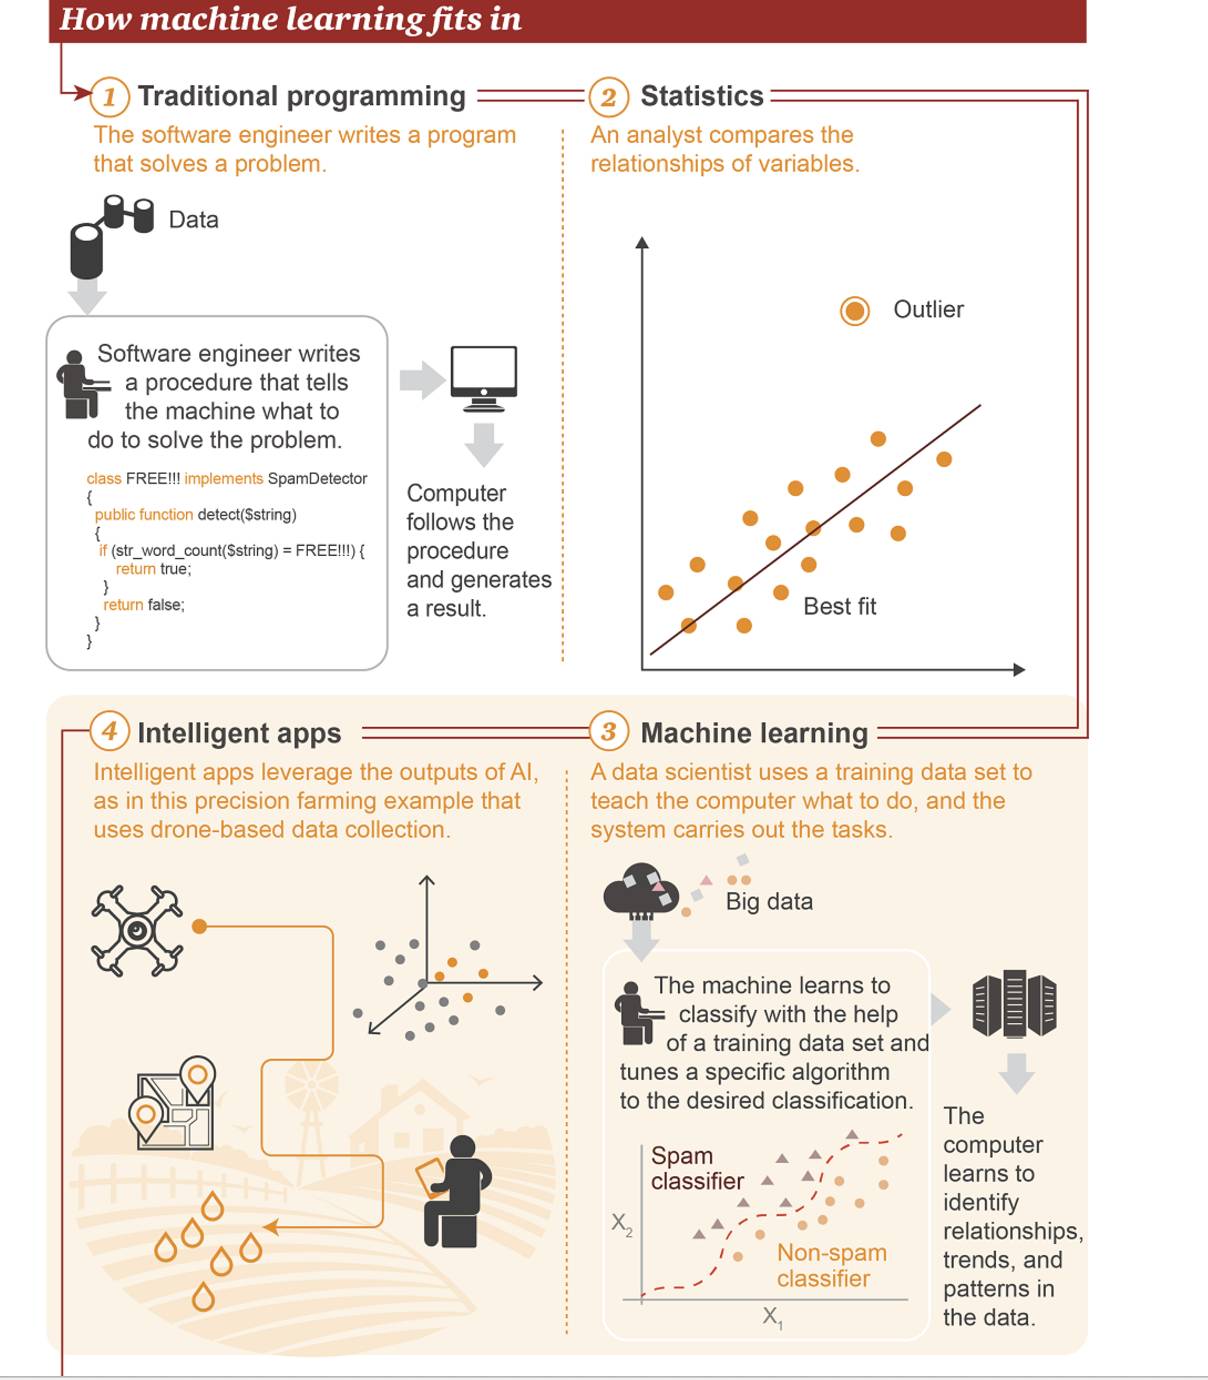 How machine learning fits in
1 Traditional programming
The software engineer writes a program
that solves a problem.
Data
Software engineer writes
a procedure that tells
the machine what to
do to solve the problem.
class FREE!!! implements SpamDetector
{
public function detect($string)
{
if (str_word_count($string) = FREE!!!) {
return true;
}
return false;
}
}
Computer
follows the
procedure
and generates
a result.
2 Statistics
An analyst compares the
relationships of variables.
Outlier
Best fit
4 Intelligent apps
Intelligent apps leverage the outputs of AI,
as in this precision farming example that
uses drone-based data collection.
3 Machine learning
A data scientist uses a training data set to
teach the computer what to do, and the
system carries out the tasks.
Big data
The machine learns to
classify with the help
of a training data set and
tunes a specific algorithm
to the desired classification.
Spam
classifier
X2
Non-spam
classifier
X1
The
computer
learns to
identify
relationships,
trends, and
patterns in
the data.